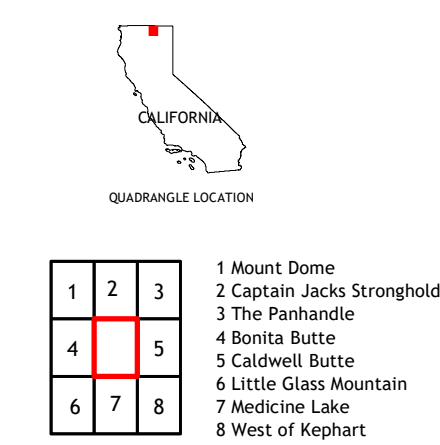 CALIFORNIA
QUADRANGLE LOCATION
1 2 3
4 5
6 7 8
1 Mount Dome
2 Captain Jacks Stronghold
3 The Panhandle
4 Bonita Butte
5 Caldwell Butte
6 Little Glass Mountain
7 Medicine Lake
8 West of Kephart